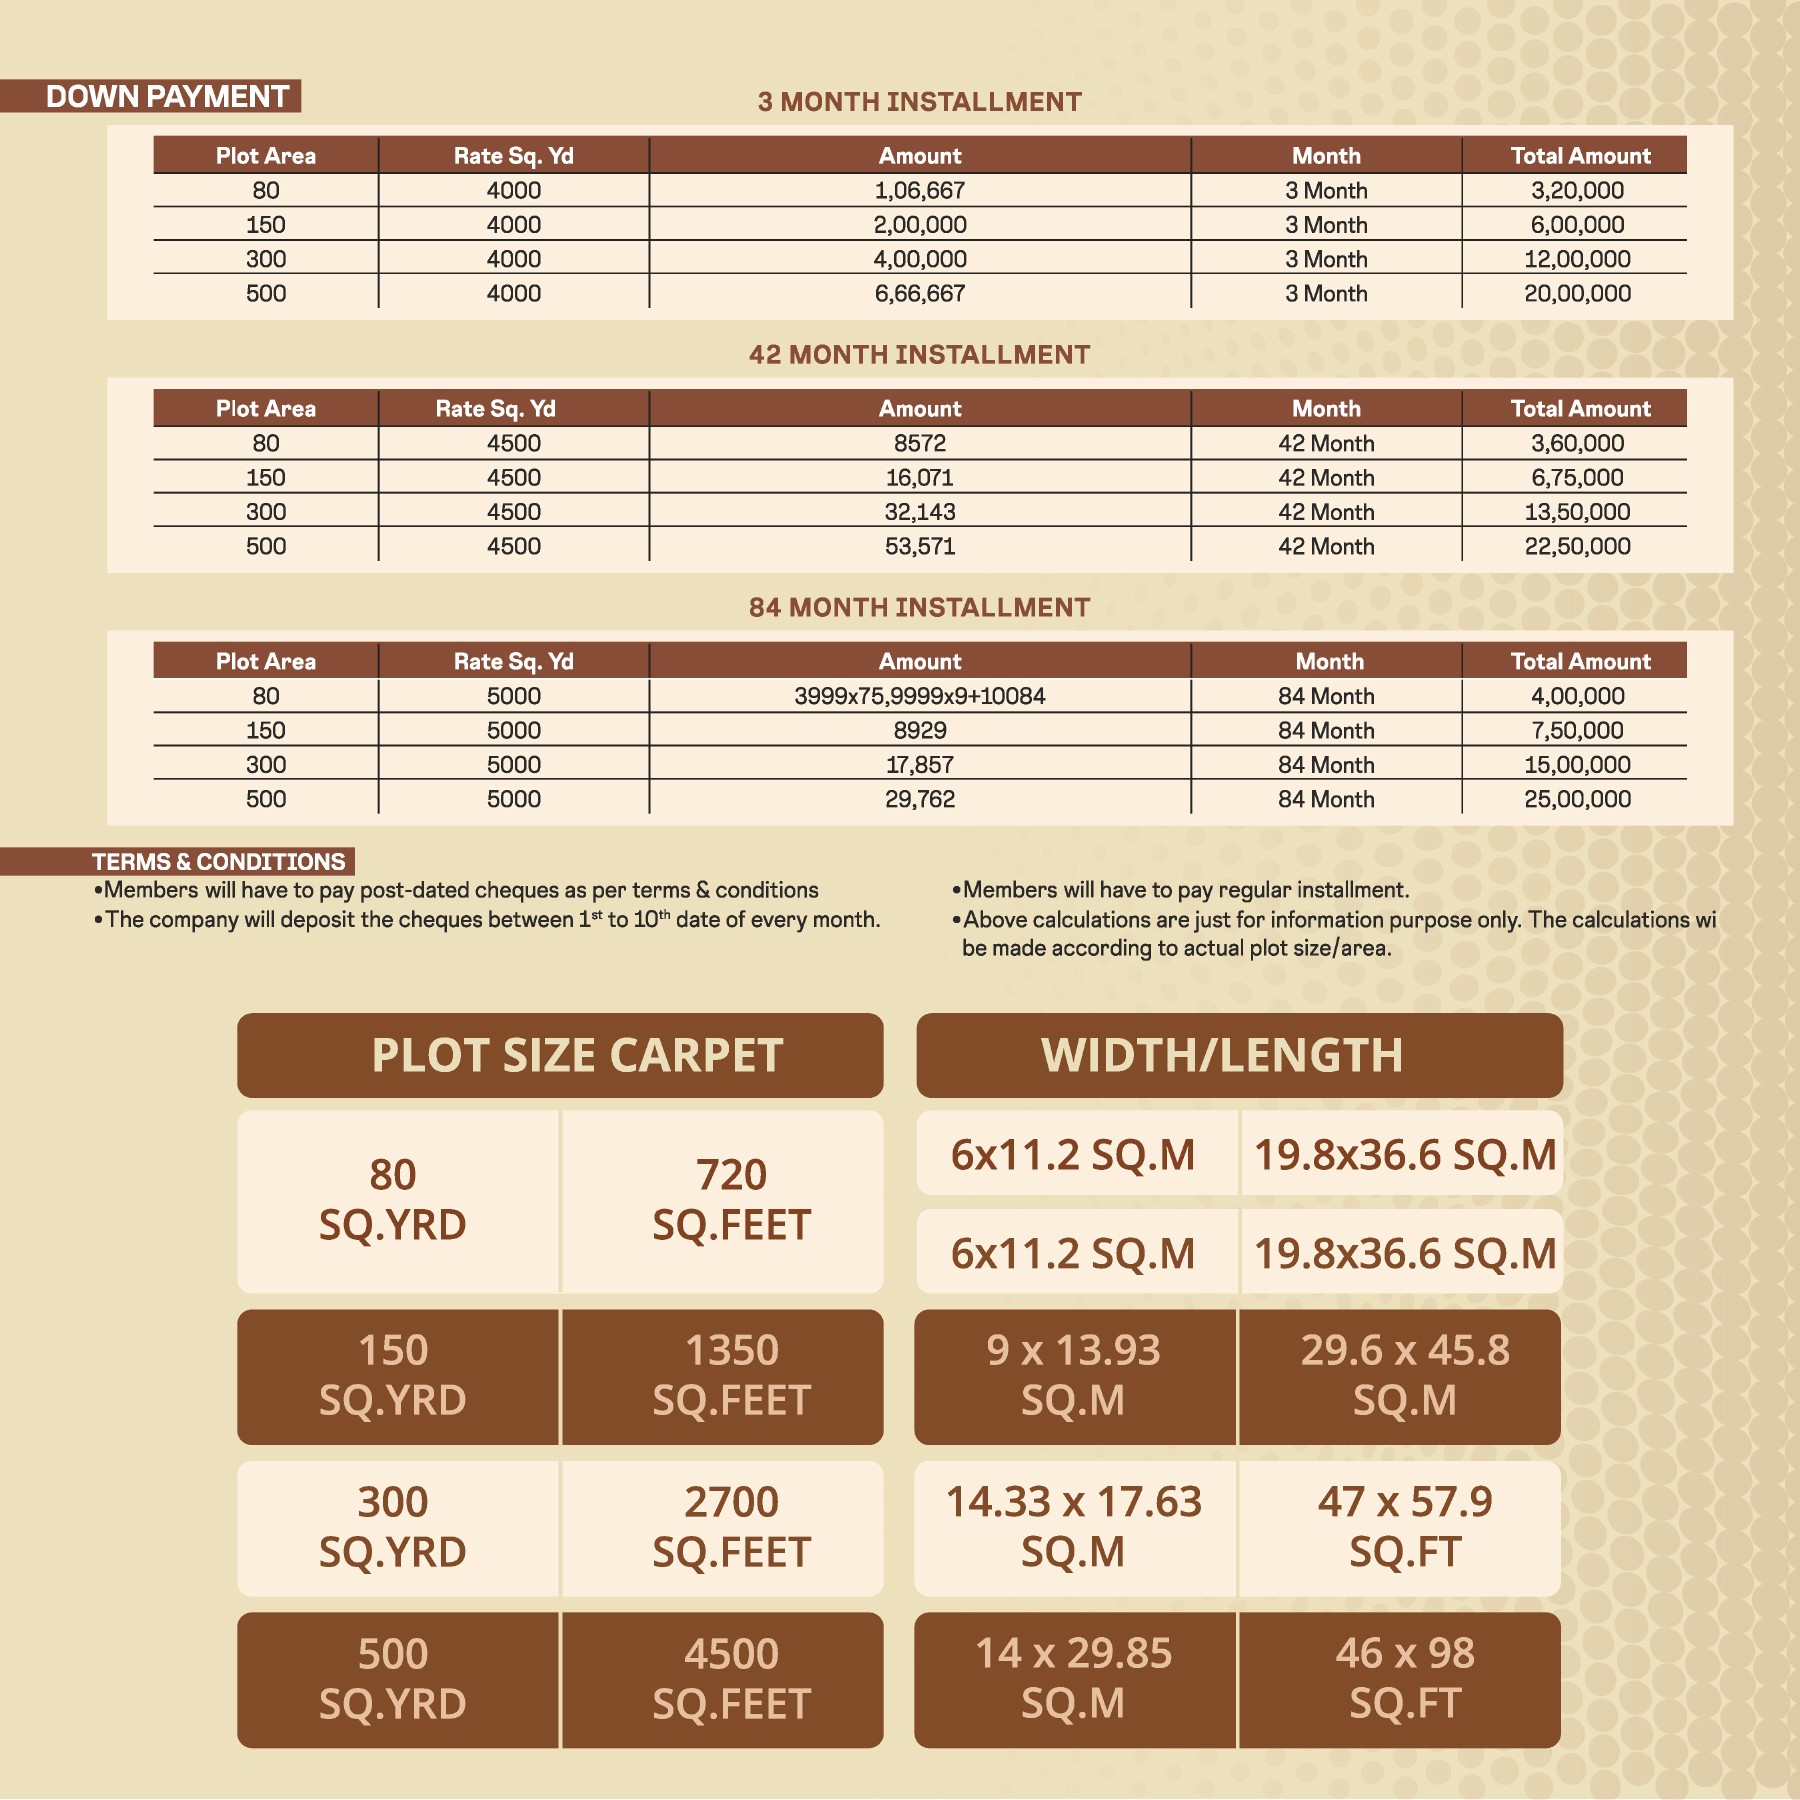 DOWN PAYMENT
3 MONTH INSTALLMENT
Plot Area Rate Sq. Yd Amount Month Total Amount
80 4000 1,06,667 3 Month 3,20,000
150 4000 2,00,000 3 Month 6,00,000
300 4000 4,00,000 3 Month 12,00,000
500 4000 6,66,667 3 Month 20,00,000
42 MONTH INSTALLMENT
Plot Area Rate Sq. Yd Amount Month Total Amount
80 4500 8572 42 Month 3,60,000
150 4500 16,071 42 Month 6,75,000
300 4500 32,143 42 Month 13,50,000
500 4500 53,571 42 Month 22,50,000
84 MONTH INSTALLMENT
Plot Area Rate Sq. Yd Amount Month Total Amount
80 5000 3999x75,9999x9+10084 84 Month 4,00,000
150 5000 8929 84 Month 7,50,000
300 5000 17,857 84 Month 15,00,000
500 5000 29,762 84 Month 25,00,000
TERMS & CONDITIONS
•Members will have to pay post-dated cheques as per terms & conditions
•The company will deposit the cheques between 1st to 10th date of every month.
•Members will have to pay regular installment.
•Above calculations are just for information purpose only. The calculations wi
be made according to actual plot size/area.
PLOT SIZE CARPET
WIDTH/LENGTH
80 720
SQ.YRD SQ.FEET
6x11.2 SQ.M 19.8x36.6 SQ.M
6x11.2 SQ.M 19.8x36.6 SQ.M
150 1350 9 x 13.93 29.6 x 45.8
SQ.YRD SQ.FEET SQ.M SQ.M
300 2700 14.33 x 17.63 47 x 57.9
SQ.YRD SQ.FEET SQ.M SQ.FT
500 4500 14 x 29.85 46 x 98
SQ.YRD SQ.FEET SQ.M SQ.FT